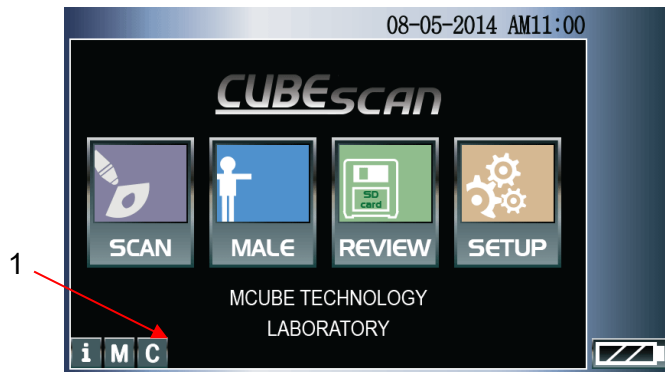 08-05-2014 AM11:00
CUBEscan
SD
card
SCAN MALE REVIEW SETUP
1
MCUBE TECHNOLOGY
LABORATORY
i M C